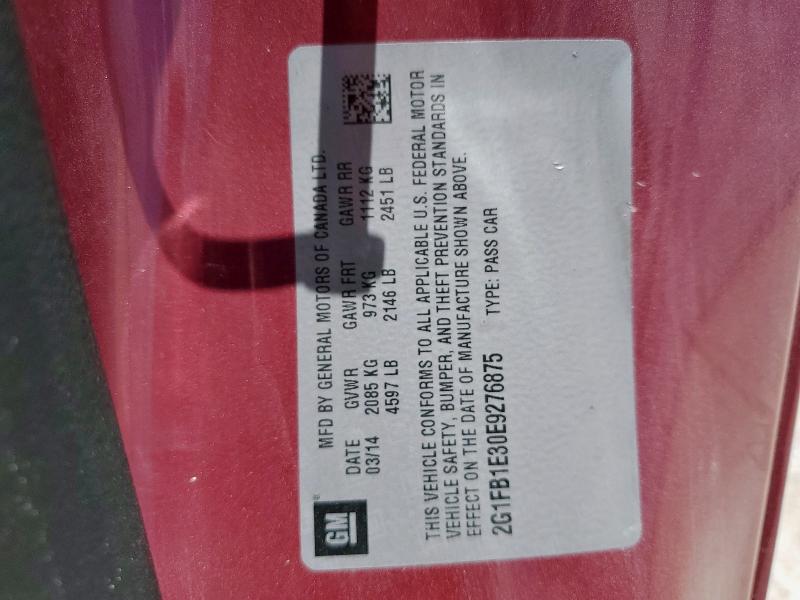 GM
MFD BY GENERAL MOTORS OF CANADA LTD.
DATE GVWR GAWR FRT GAWR RR
03/14 2085 KG 973 KG 1112 KG
4597 LB 2146 LB 2451 LB
THIS VEHICLE CONFORMS TO ALL APPLICABLE U.S. FEDERAL MOTOR
VEHICLE SAFETY, BUMPER, AND THEFT PREVENTION STANDARDS IN
EFFECT ON THE DATE OF MANUFACTURE SHOWN ABOVE.
2G1FB1E30E9276875 TYPE: PASS CAR